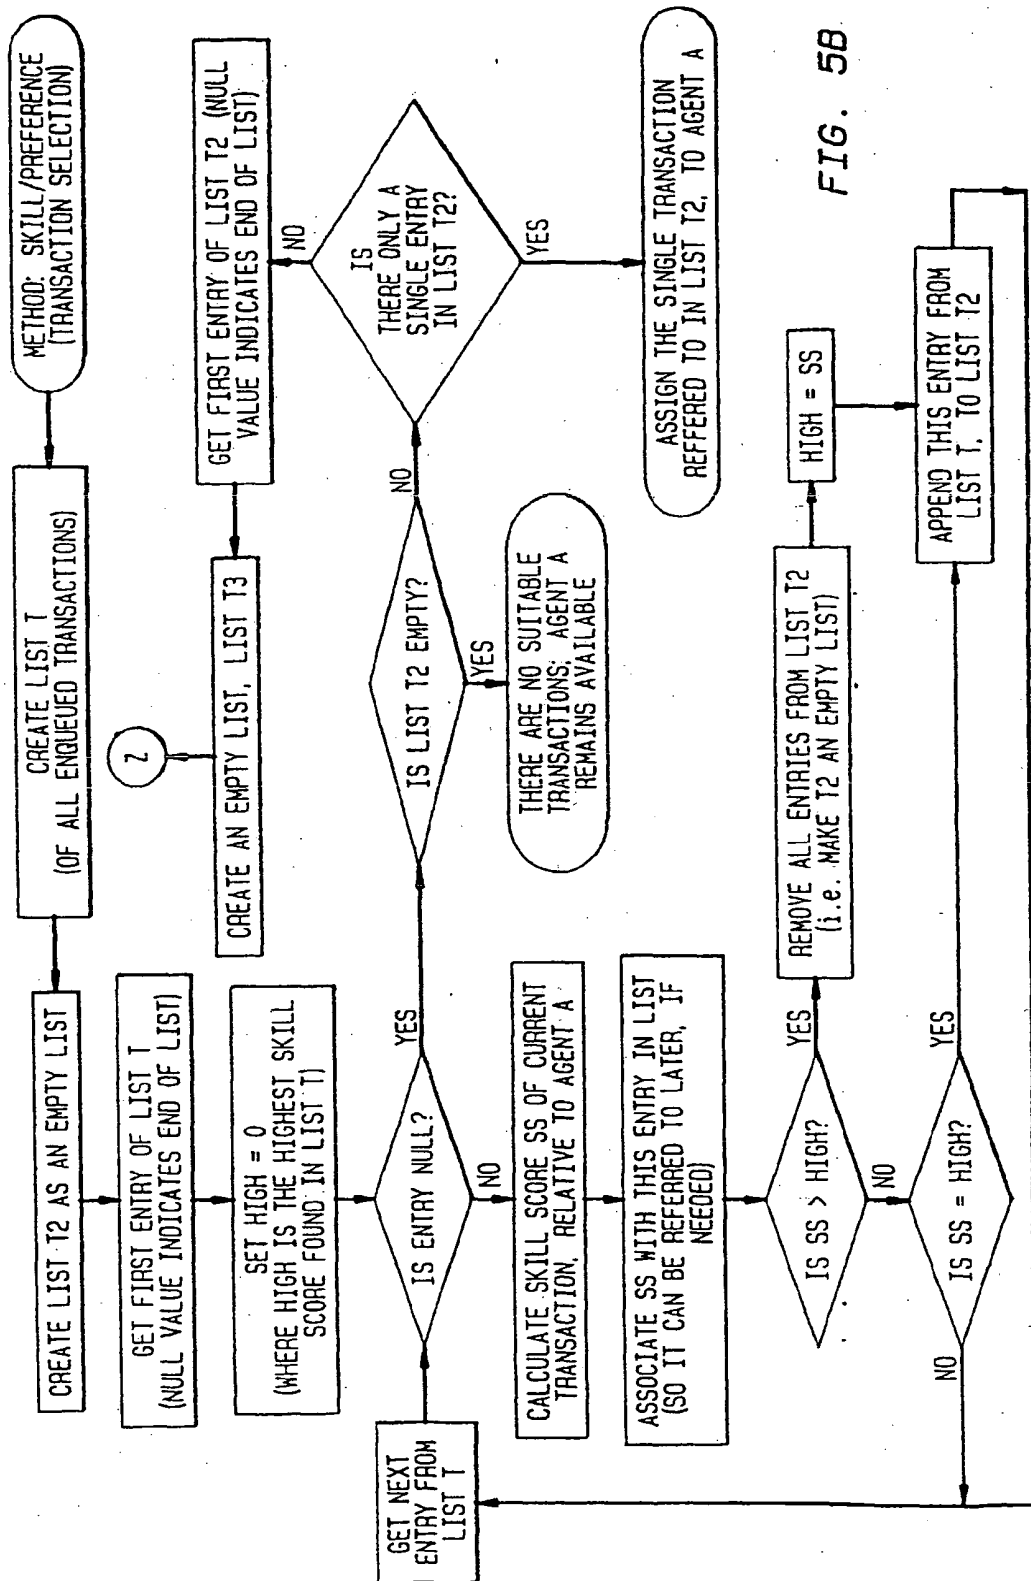 METHOD: SKILL/PREFERENCE
(TRANSACTION SELECTION)
CREATE LIST T
(OF ALL ENQUEUED TRANSACTIONS)
CREATE LIST T2 AS AN EMPTY LIST
GET FIRST ENTRY OF LIST T
(NULL VALUE INDICATES END OF LIST)
SET HIGH = 0
(WHERE HIGH IS THE HIGHEST SKILL
SCORE FOUND IN LIST T)
GET NEXT
ENTRY FROM
LIST T
IS ENTRY NULL?
YES
NO
IS LIST T2 EMPTY?
NO
YES
THERE ARE NO SUITABLE
TRANSACTIONS; AGENT A
REMAINS AVAILABLE
IS
THERE ONLY A
SINGLE ENTRY
IN LIST T2?
NO
YES
GET FIRST ENTRY OF LIST T2 (NULL
VALUE INDICATES END OF LIST)
CREATE AN EMPTY LIST, LIST T3
Z
ASSIGN THE SINGLE TRANSACTION
REFFERED TO IN LIST T2, TO AGENT A
CALCULATE SKILL SCORE SS OF CURRENT
TRANSACTION, RELATIVE TO AGENT A
ASSOCIATE SS WITH THIS ENTRY IN LIST
(SO IT CAN BE REFERRED TO LATER, IF
NEEDED)
IS SS > HIGH?
YES
NO
REMOVE ALL ENTRIES FROM LIST T2
(i.e. MAKE T2 AN EMPTY LIST)
HIGH = SS
IS SS = HIGH?
YES
NO
APPEND THIS ENTRY FROM
LIST T, TO LIST T2
FIG. 5B